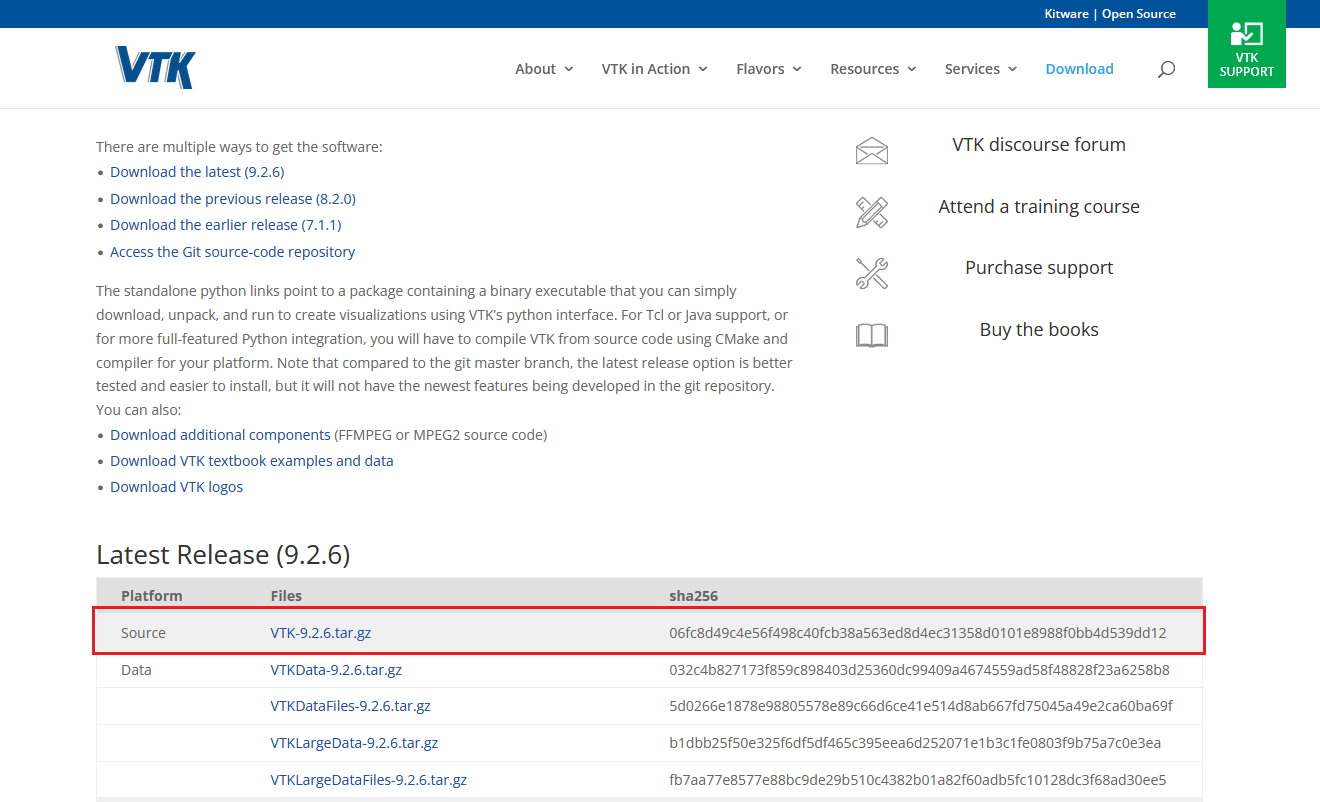 Kitware | Open Source
VTK
About
VTK in Action
Flavors
Resources
Services
Download
VTK
SUPPORT
There are multiple ways to get the software:
• Download the latest (9.2.6)
• Download the previous release (8.2.0)
• Download the earlier release (7.1.1)
• Access the Git source-code repository
The standalone python links point to a package containing a binary executable that you can simply
download, unpack, and run to create visualizations using VTK’s python interface. For Tcl or Java support, or
for more full-featured Python integration, you will have to compile VTK from source code using CMake and
compiler for your platform. Note that compared to the git master branch, the latest release option is better
tested and easier to install, but it will not have the newest features being developed in the git repository.
You can also:
• Download additional components (FFMPEG or MPEG2 source code)
• Download VTK textbook examples and data
• Download VTK logos
VTK discourse forum
Attend a training course
Purchase support
Buy the books
Latest Release (9.2.6)
Platform Files sha256
Source VTK-9.2.6.tar.gz 06fc8d49c4e56f498c40fcb38a563ed8d4ec31358d0101e8988f0bb4d539dd12
Data VTKData-9.2.6.tar.gz 032c4b827173f859c898403d25360dc99409a4674559ad58f48828f23a6258b8
VTKDataFiles-9.2.6.tar.gz 5d0266e1878e98805578e89c66d6ce41e514d8ab667fd75045a49e2ca60ba69f
VTKLargeData-9.2.6.tar.gz b1dbb25f50e325f6df5df465c395eea6d252071e1b3c1fe0803f9b75a7c0e3ea
VTKLargeDataFiles-9.2.6.tar.gz fb7aa77e8577e88bc9de29b510c4382b01a82f60adb5fc10128dc3f68ad30ee5